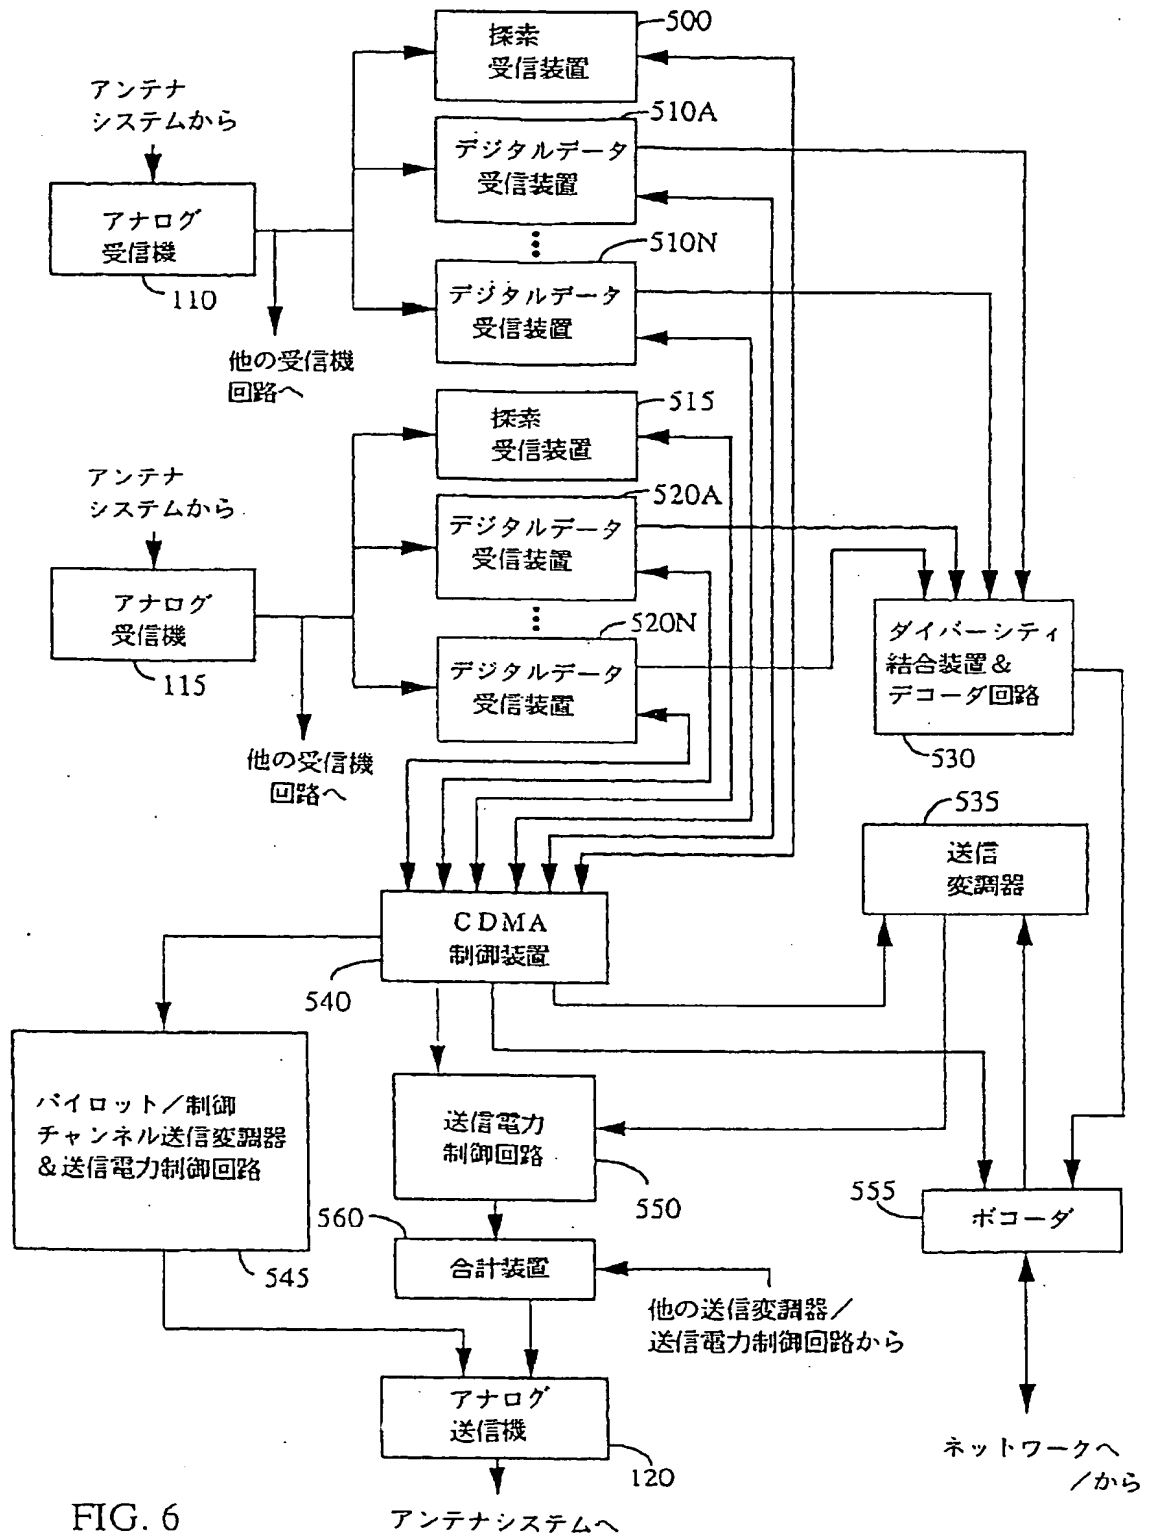 探索
受信装置
500
アンテナ
システムから
510A
デジタルデータ
受信装置
アナログ
受信機
110
510N
デジタルデータ
受信装置
他の受信機
回路へ
515
探索
受信装置
アンテナ
システムから
520A
デジタルデータ
受信装置
アナログ
受信機
115
520N
デジタルデータ
受信装置
ダイバーシティ
結合装置&
デコーダ回路
530
他の受信機
回路へ
535
送信
変調器
CDMA
制御装置
540
パイロット/制御
チャンネル送信変調器
&送信電力制御回路
545
送信電力
制御回路
550
555
ボコーダ
560
合計装置
他の送信変調器/
送信電力制御回路から
アナログ
送信機
120
ネットワークへ
/から
アンテナシステムへ
FIG. 6